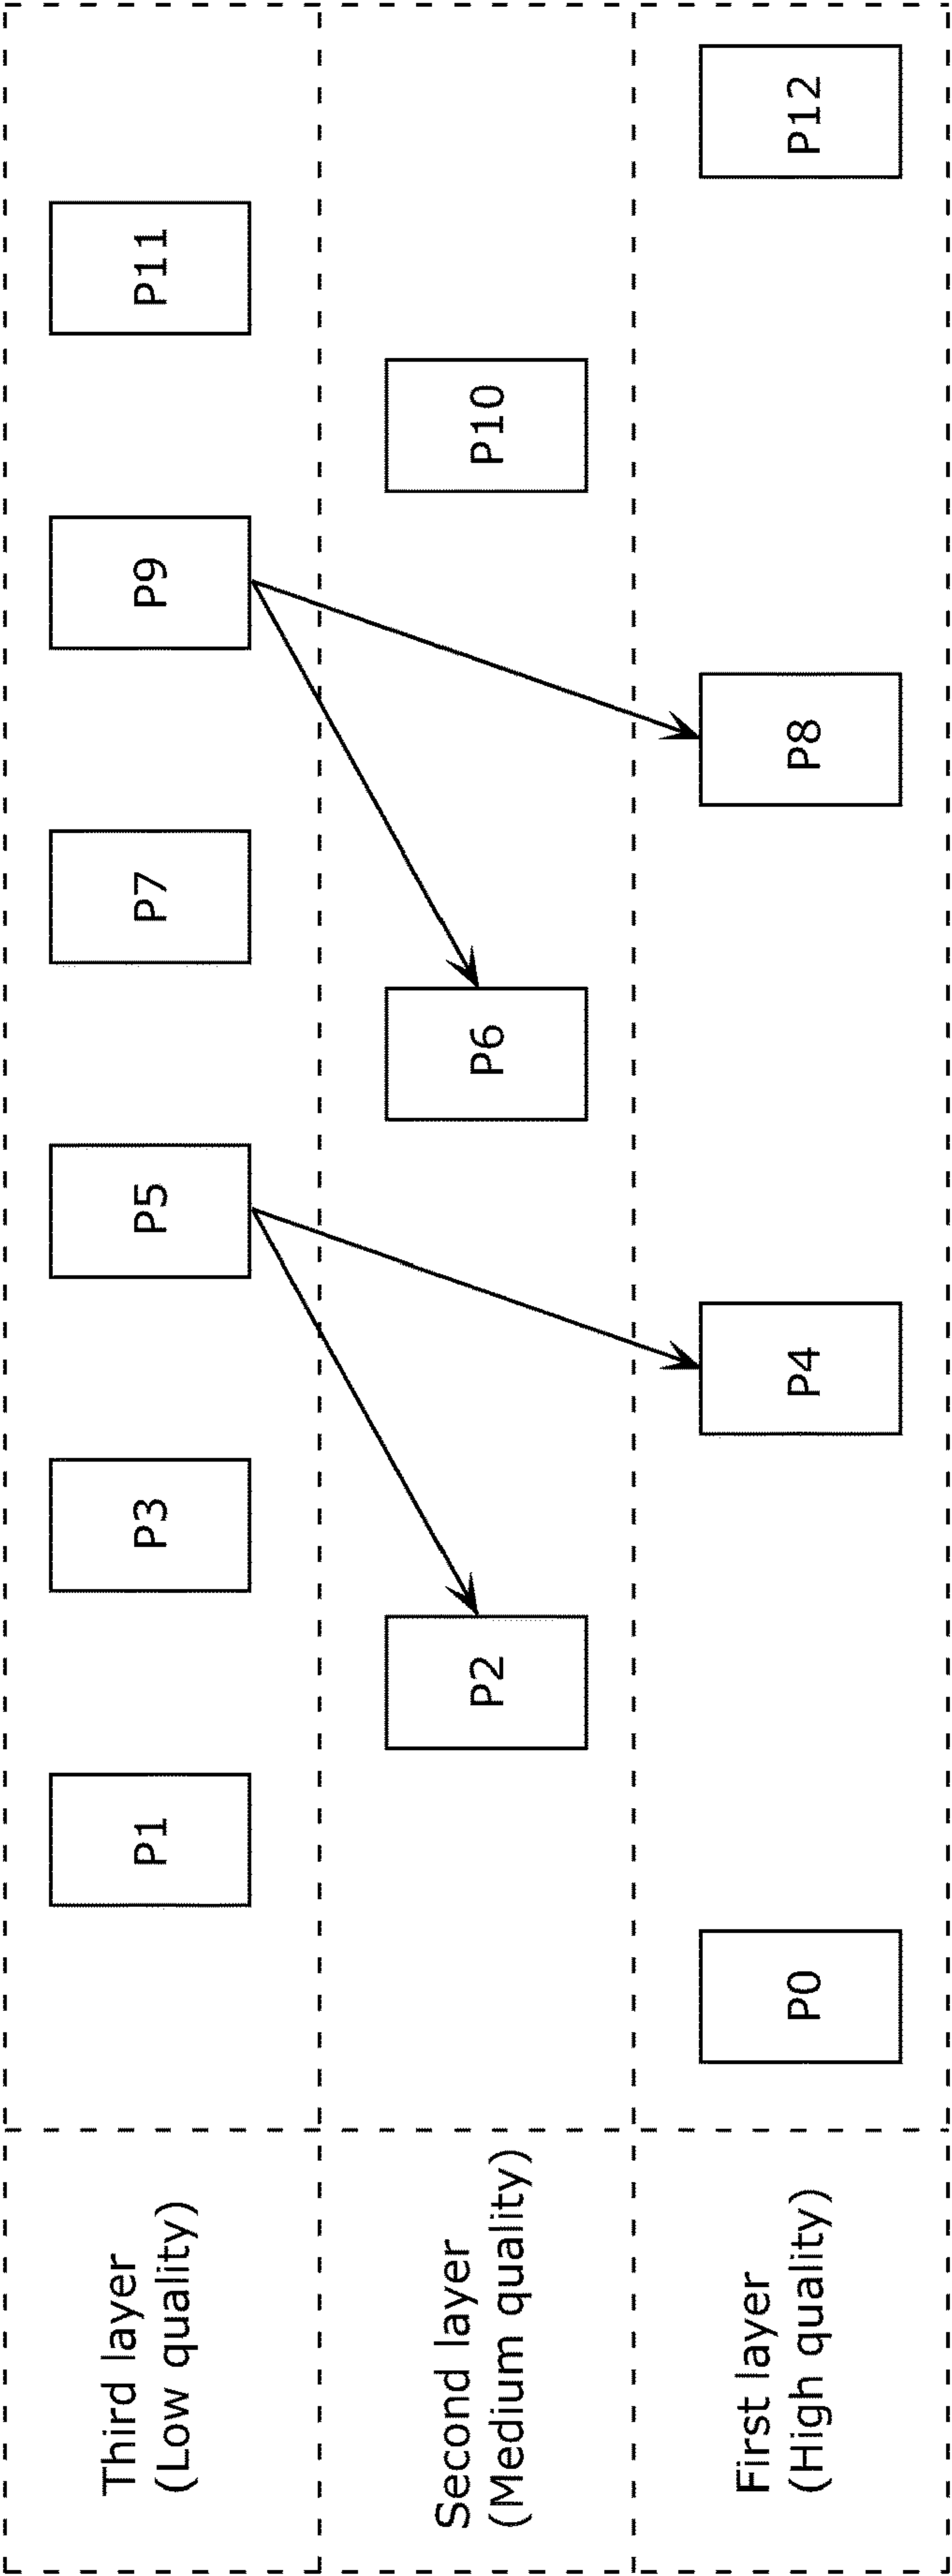 Third layer
(Low quality)
P1
P3
P5
P7
P9
P11
Second layer
(Medium quality)
P2
P6
P10
First layer
(High quality)
P0
P4
P8
P12